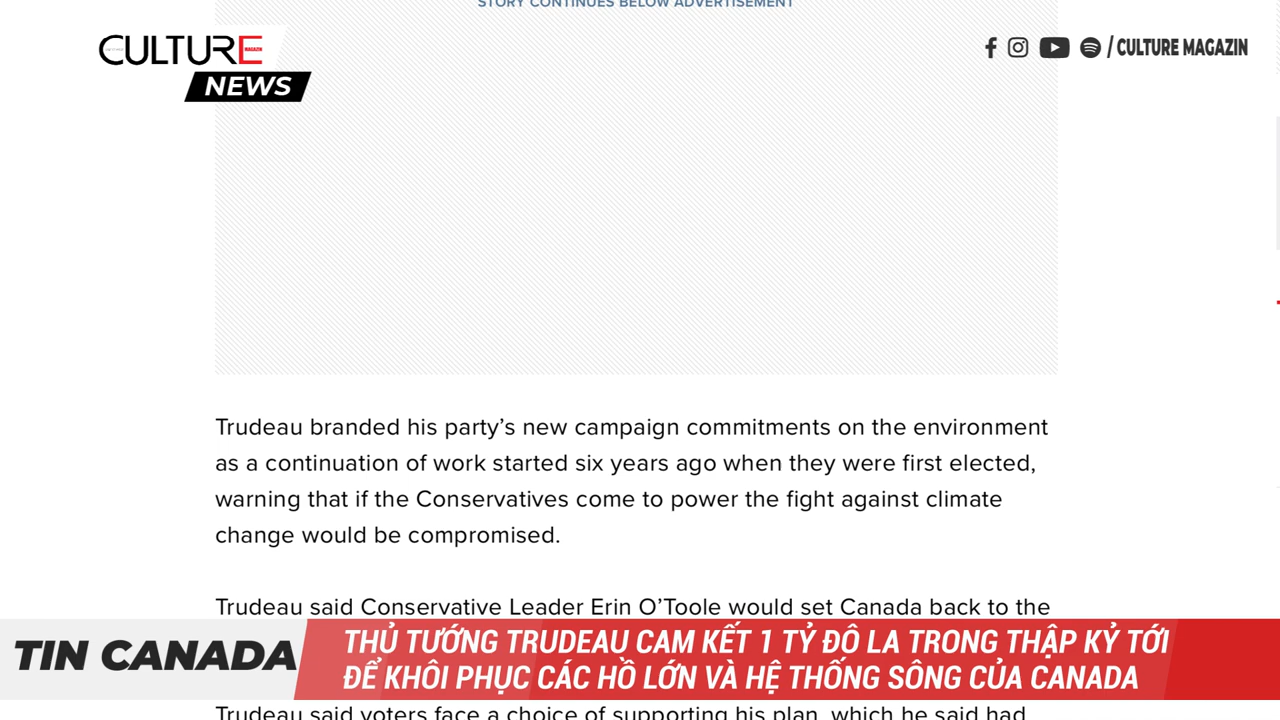 STORY CONTINUES BELOW ADVERTISEMENT
CULTURE
MAGAZIN
NEWS
/ CULTURE MAGAZIN
Trudeau branded his party’s new campaign commitments on the environment
as a continuation of work started six years ago when they were first elected,
warning that if the Conservatives come to power the fight against climate
change would be compromised.
Trudeau said Conservative Leader Erin O’Toole would set Canada back to the
TIN CANADA
THỦ TƯỚNG TRUDEAU CAM KẾT 1 TỶ ĐÔ LA TRONG THẬP KỶ TỚI
ĐỂ KHÔI PHỤC CÁC HỒ LỚN VÀ HỆ THỐNG SÔNG CỦA CANADA
Trudeau said voters face a choice of supporting his plan, which he said had